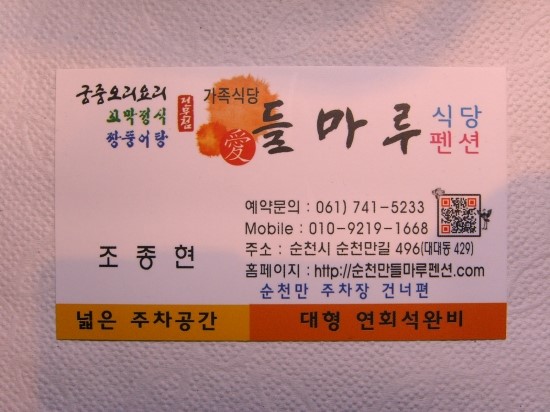 궁중오리요리
꼬막정식
짱뚱어탕
전문점
가족식당
愛
들마루
식당
펜션
예약문의 : 061) 741-5233
Mobile : 010-9219-1668
주소 : 순천시 순천만길 496(대대동 429)
홈페이지 : http://순천만들마루펜션.com
순천만 주차장 건너편
조종현
넓은 주차공간
대형 연회석완비